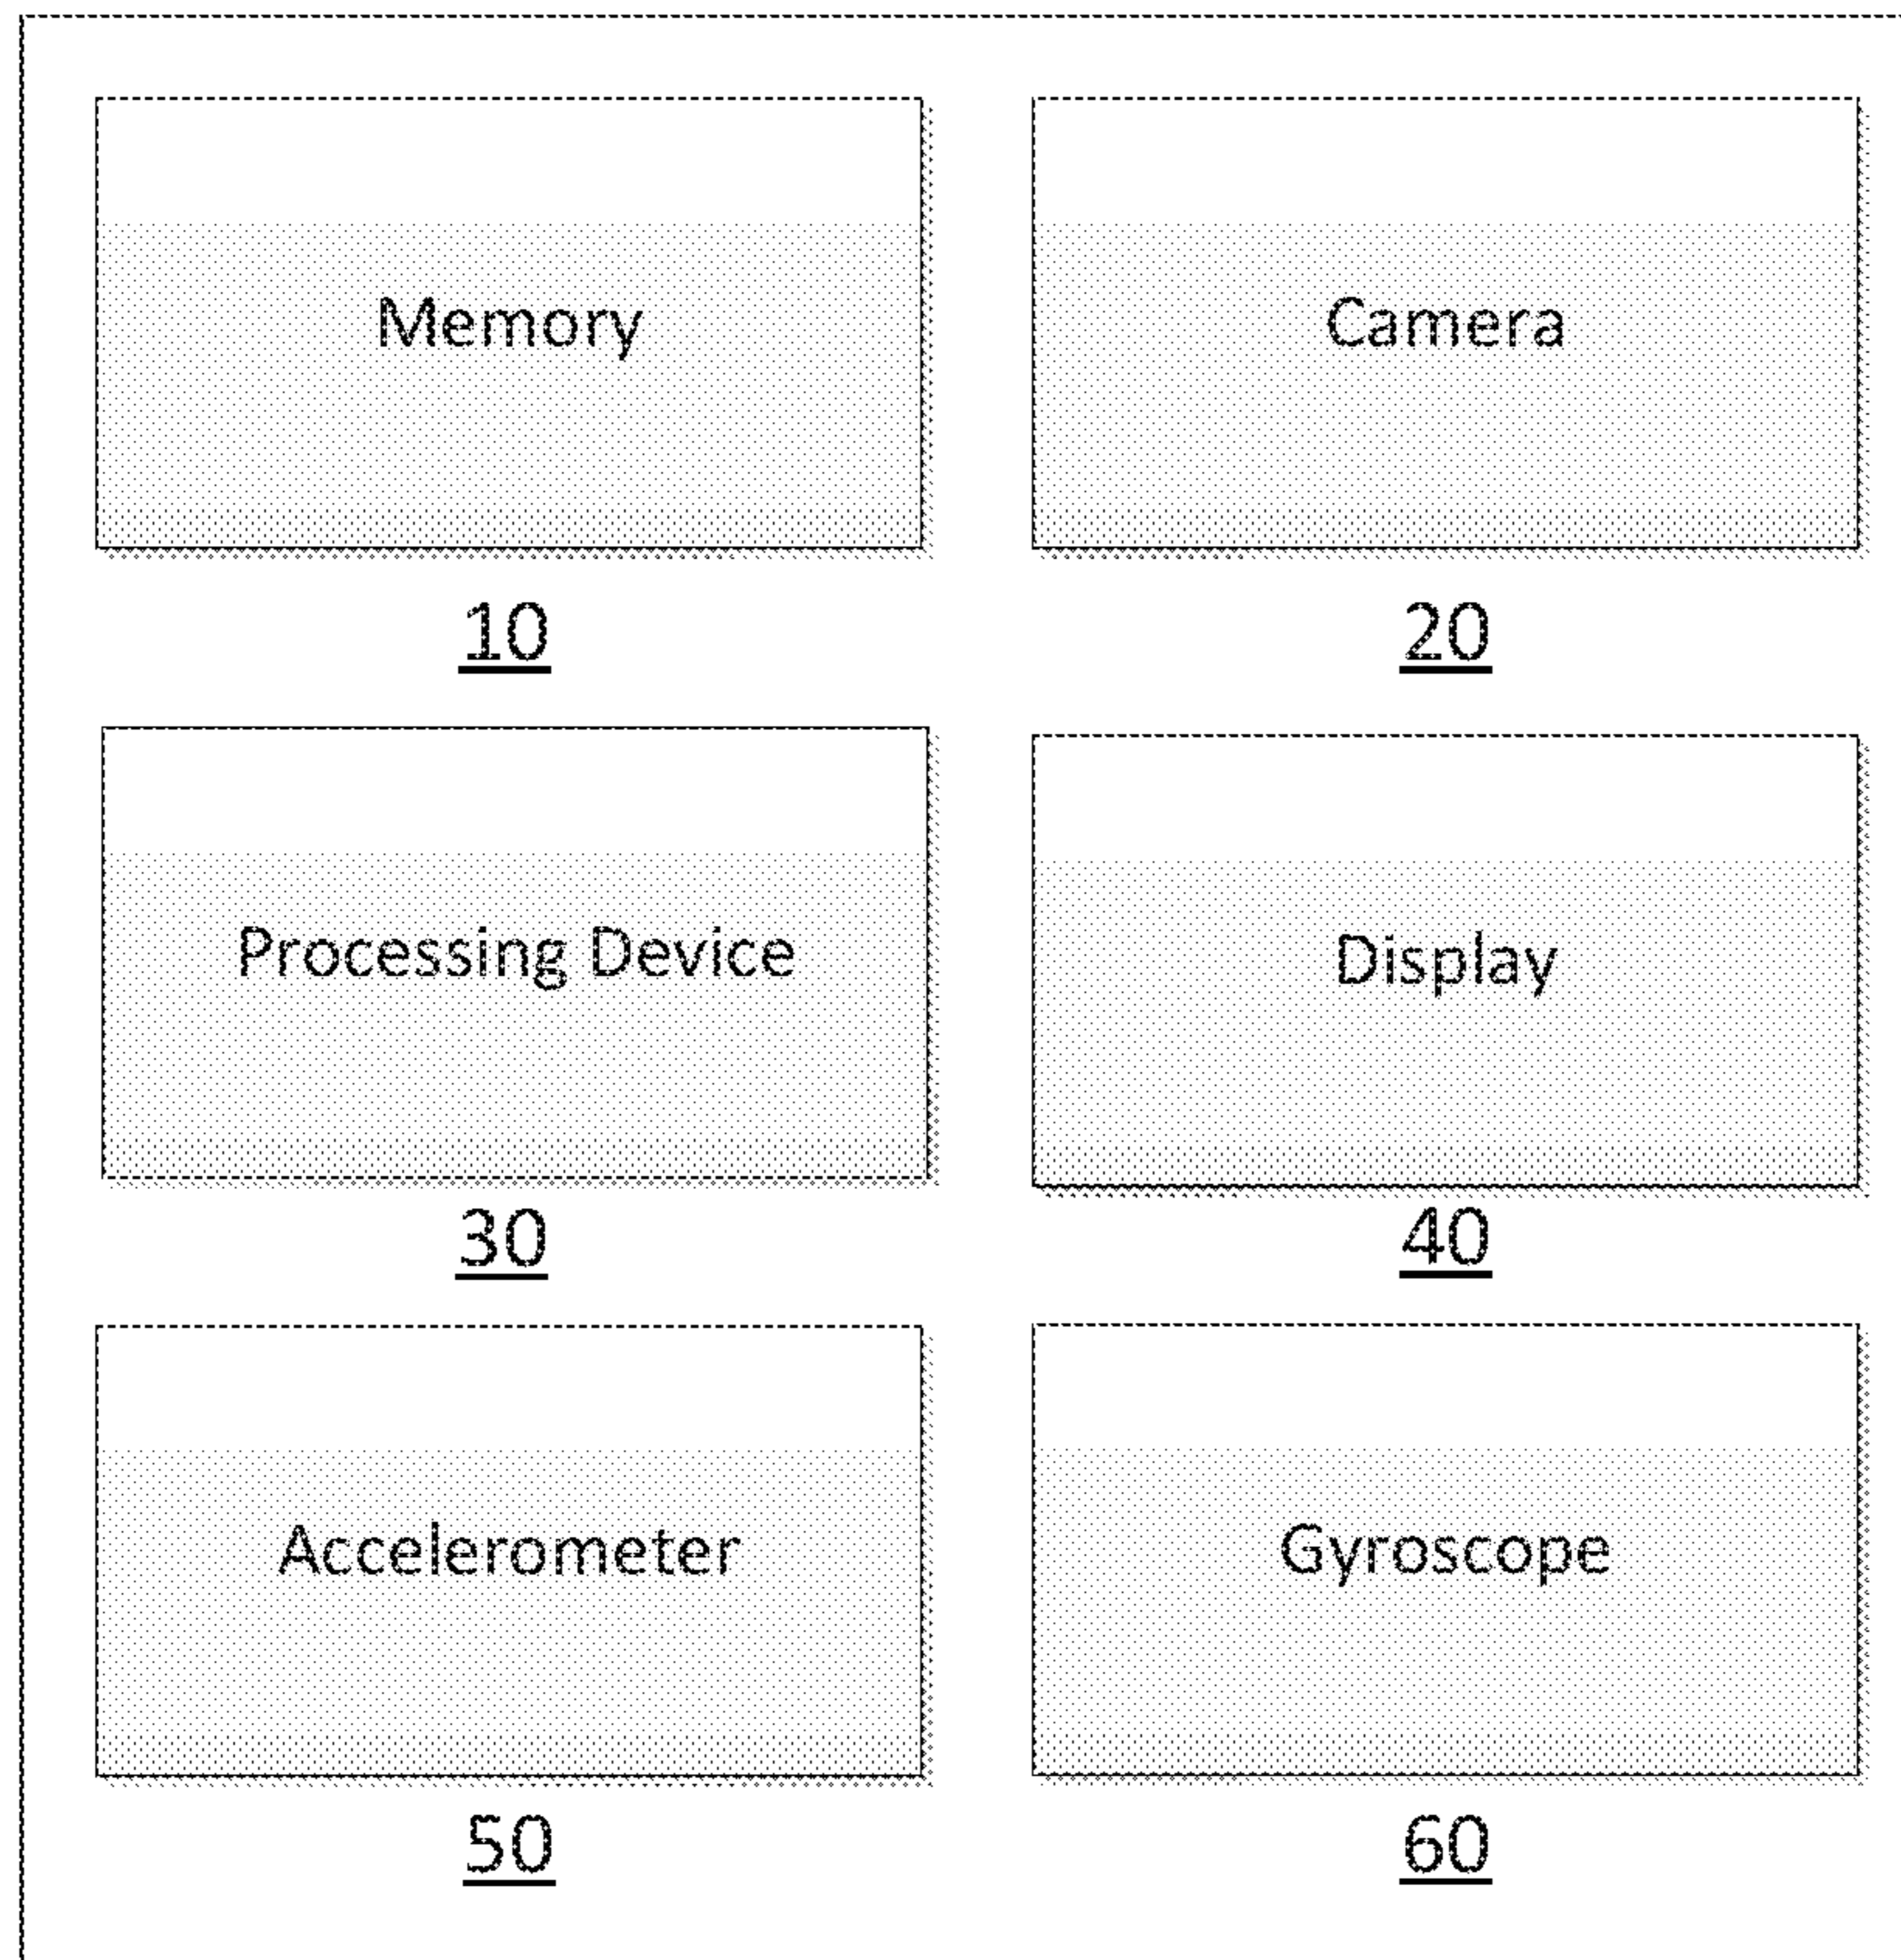 Memory
Camera
10
20
Processing Device
Display
30
40
Accelerometer
Gyroscope
50
60